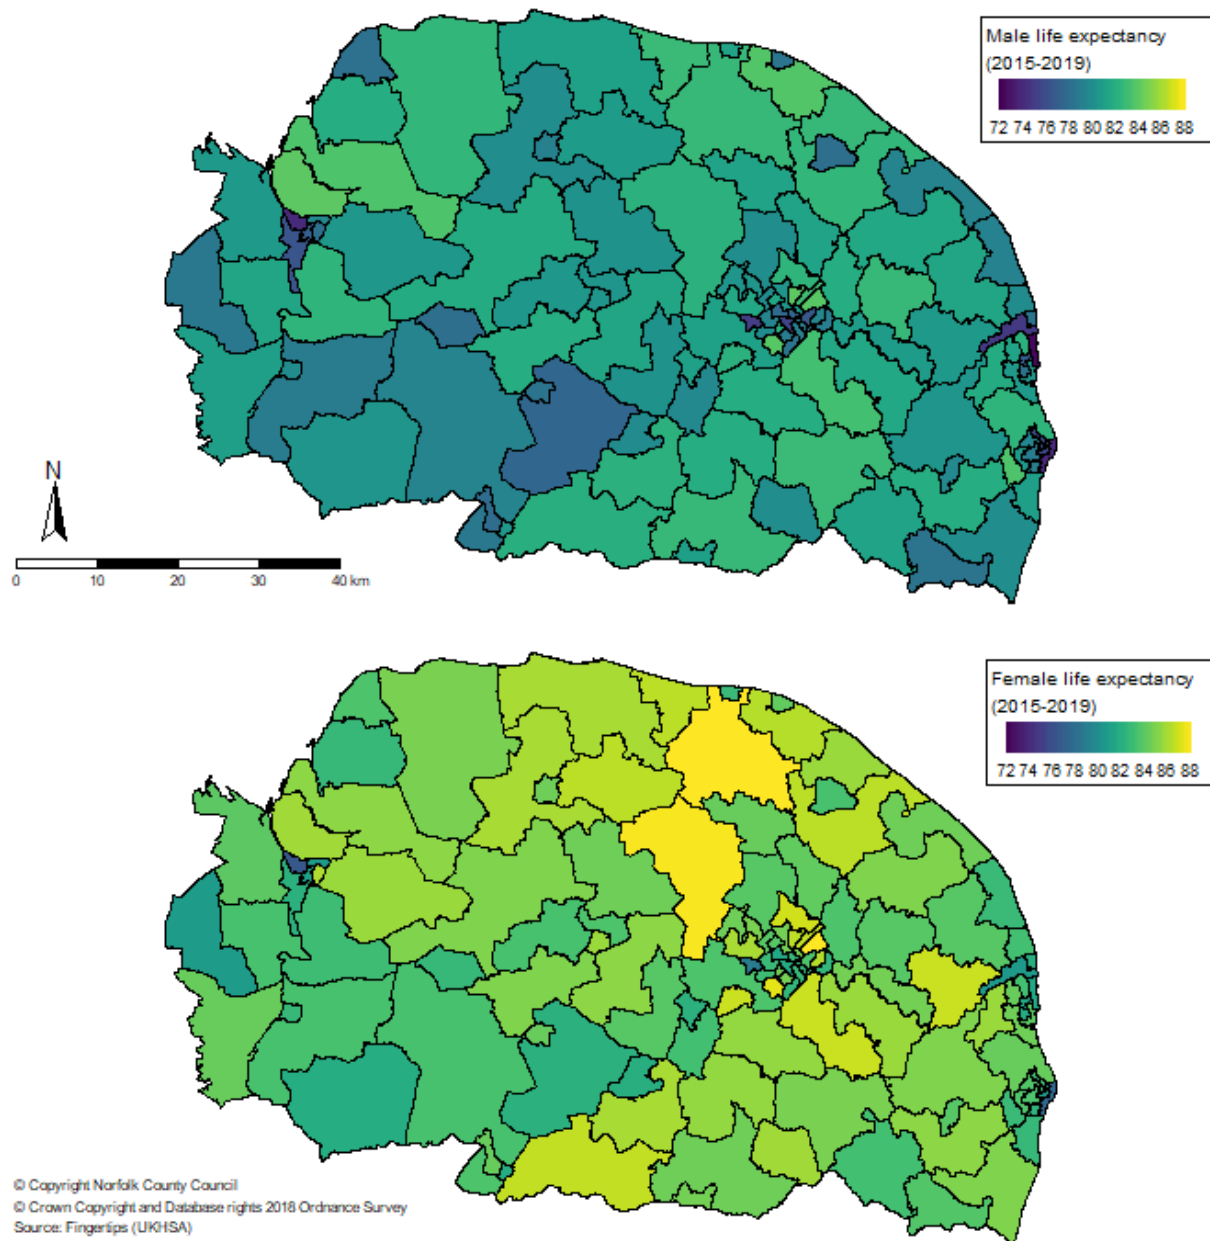 Male life expectancy
(2015-2019)
72 74 76 78 80 82 84 86 88
N
0 10 20 30 40 km
Female life expectancy
(2015-2019)
72 74 76 78 80 82 84 86 88
© Copyright Norfolk County Council
© Crown Copyright and Database rights 2018 Ordnance Survey
Source: Fingertips (UKHSA)